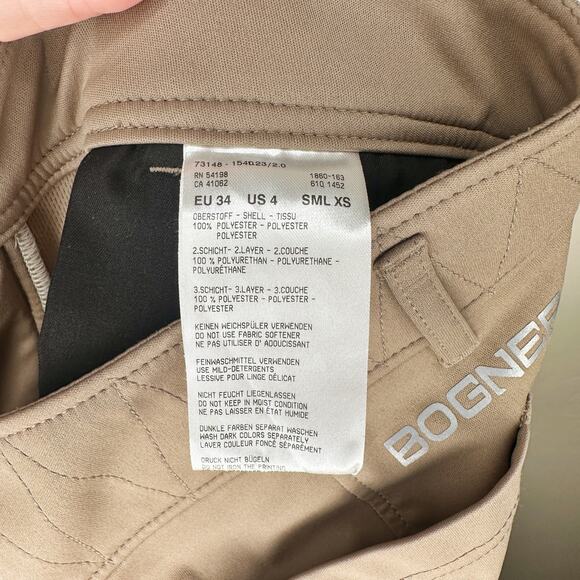 73148 - 154D23/2.0
RN 54198 1860-163
CA 41062 61Q 1452
EU 34 US 4 SML XS
OBERSTOFF - SHELL - TISSU
100% POLYESTER - POLYESTER
POLYESTER
2.SCHICHT- 2.LAYER - 2.COUCHE
100 % POLYURETHAN - POLYURETHANE -
POLYURÉTHANE
3.SCHICHT- 3.LAYER - 3.COUCHE
100 % POLYESTER - POLYESTER -
POLYESTER
KEINEN WEICHSPÜLER VERWENDEN
DO NOT USE FABRIC SOFTENER
NE PAS UTILISER D' ADOUCISSANT
FEINWASCHMITTEL VERWENDEN
USE MILD-DETERGENTS
LESSIVE POUR LINGE DÉLICAT
NICHT FEUCHT LIEGENLASSEN
DO NOT KEEP IN MOIST CONDITION
NE PAS LAISSER EN ÉTAT HUMIDE
DUNKLE FARBEN SEPARAT WASCHEN
WASH DARK COLORS SEPARATELY
LAVER COULEUR FONCÉ SÉPARÉMENT
DRUCK NICHT BÜGELN
DO NOT IRON THE PRINTING
BOGNER